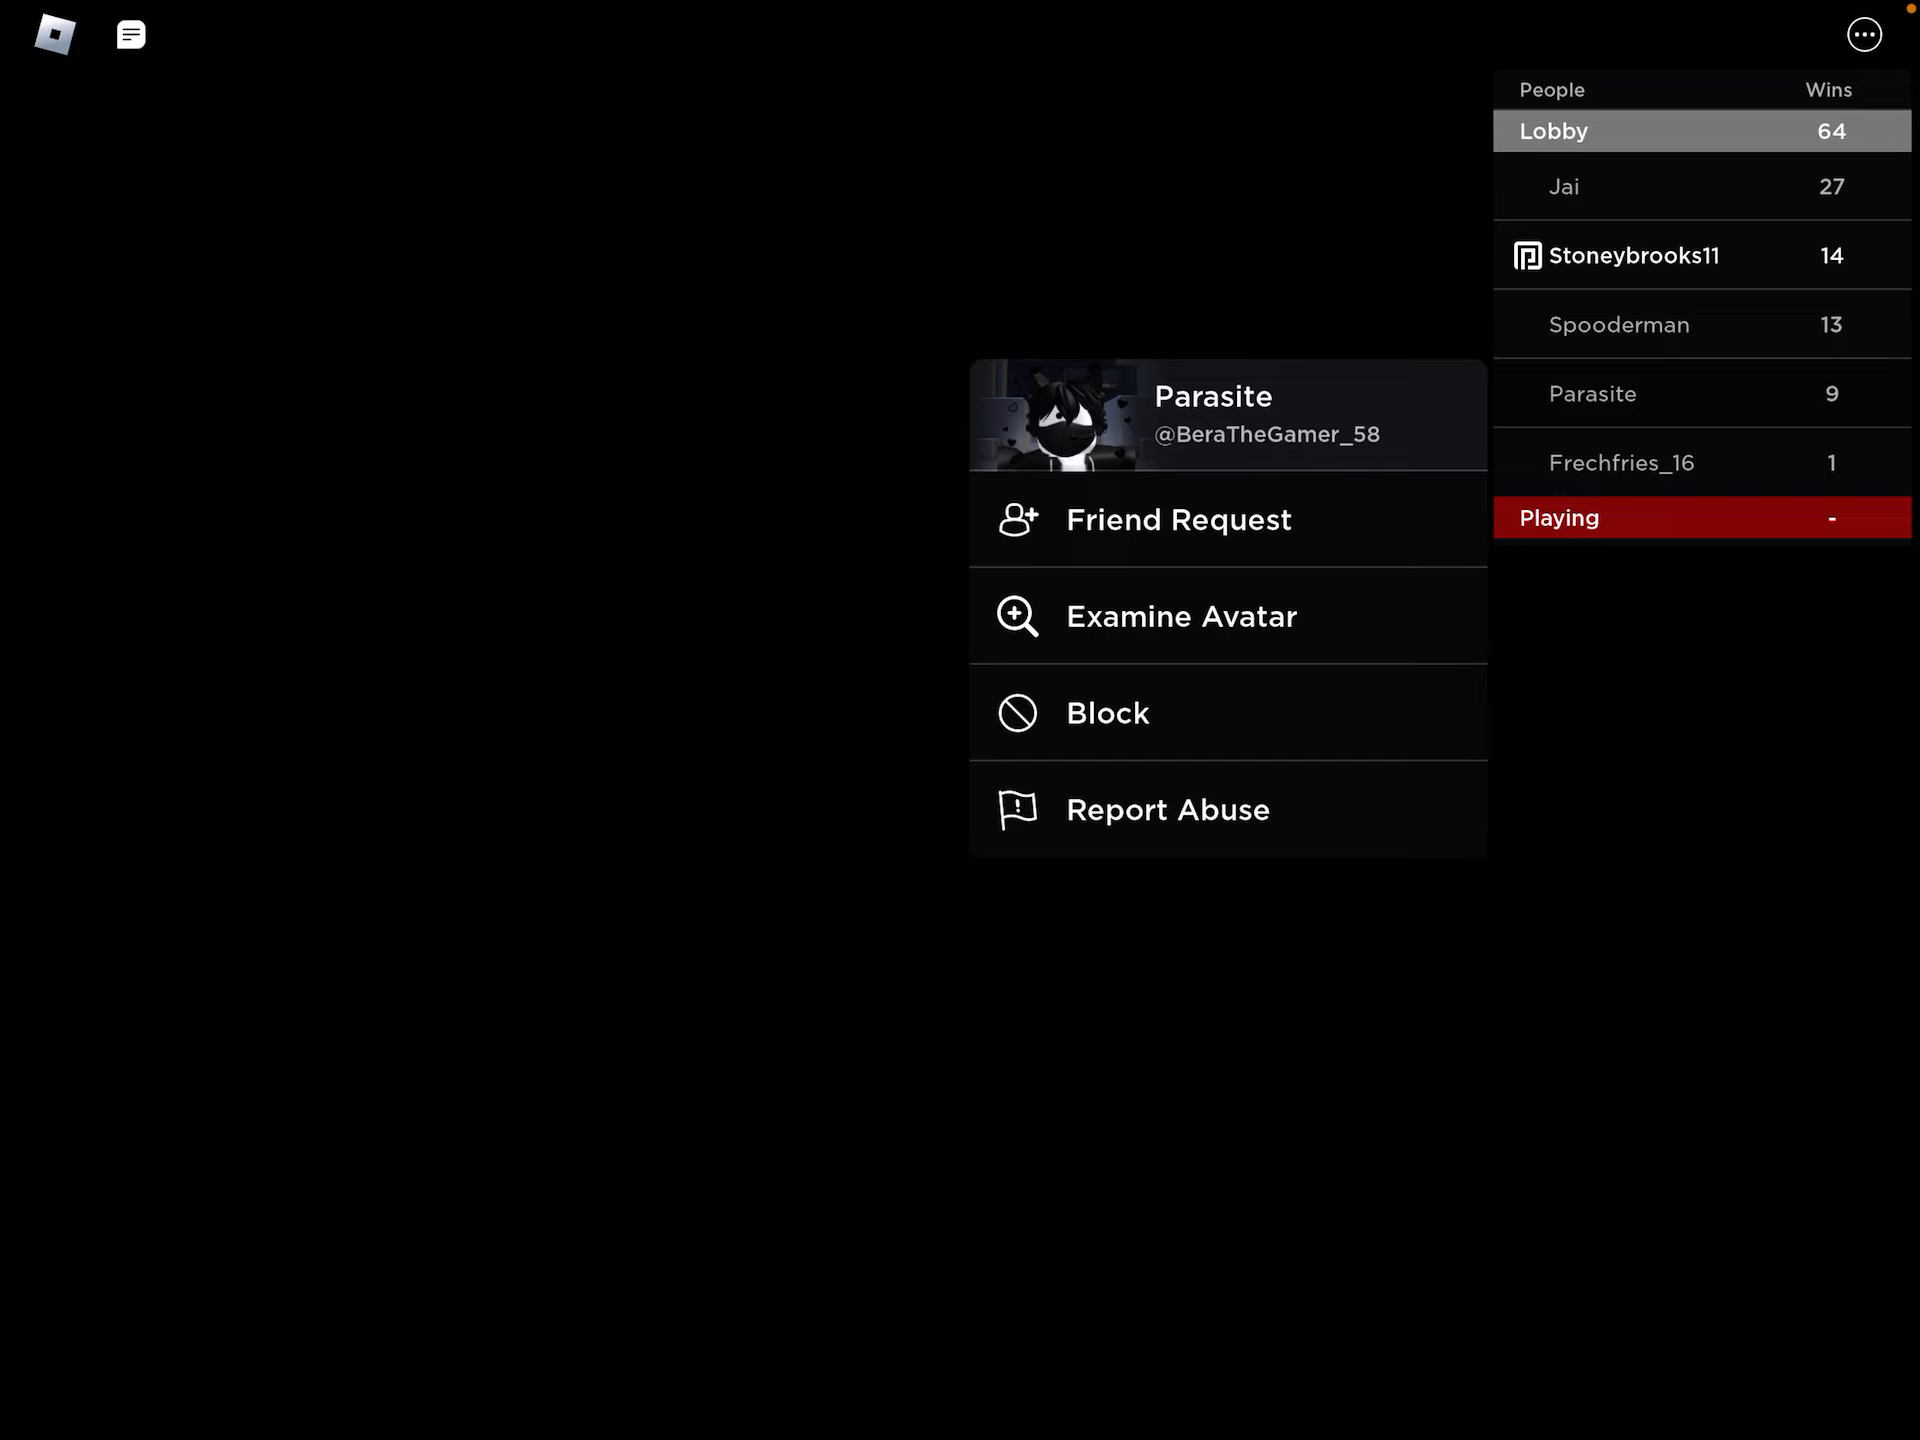 People Wins
Lobby 64
Jai 27
Stoneybrooks11 14
Spooderman 13
Parasite 9
Frechfries_16 1
Playing -
Parasite
@BeraTheGamer_58
Friend Request
Examine Avatar
Block
Report Abuse